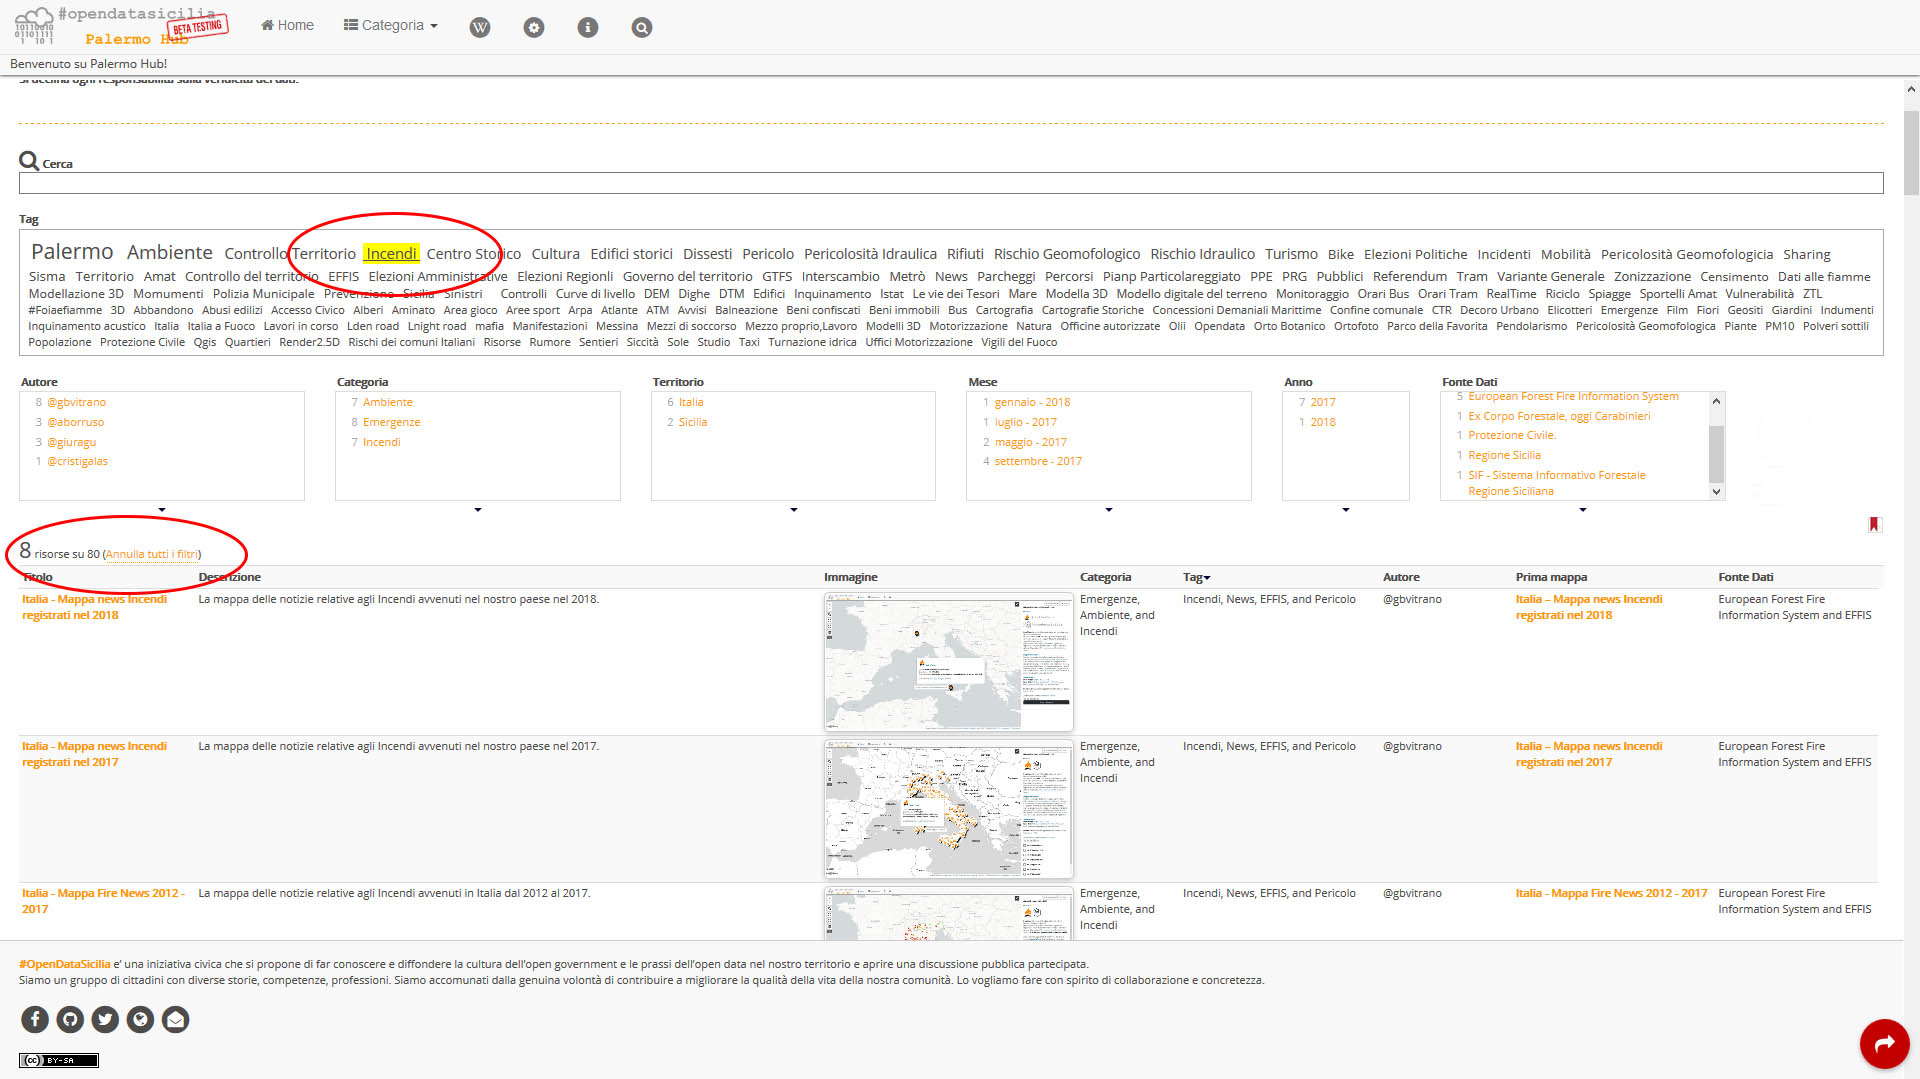 #opendatasicilia
Palermo Hub
BETA TESTING
Home
Categoria
W
Benvenuto su Palermo Hub!
Si declina ogni responsabilità sulla veridicità dei dati.
Cerca
Tag
Palermo Ambiente Controllo Territorio Incendi Centro Storico Cultura Edifici storici Dissesti Pericolo Pericolosità Idraulica Rifiuti Rischio Geomofologico Rischio Idraulico Turismo Bike Elezioni Politiche Incidenti Mobilità Pericolosità Geomofologicia Sharing
Sisma Territorio Amat Controllo del territorio EFFIS Elezioni Amministrative Elezioni Regionli Governo del territorio GTFS Interscambio Metrò News Parcheggi Percorsi Pianp Particolareggiato PPE PRG Pubblici Referendum Tram Variante Generale Zonizzazione Censimento Dati alle fiamme
Modellazione 3D Momumenti Polizia Municipale Prevenzione Sicilia Sinistri Controlli Curve di livello DEM Dighe DTM Edifici Inquinamento Istat Le vie dei Tesori Mare Modella 3D Modello digitale del terreno Monitoraggio Orari Bus Orari Tram RealTime Riciclo Spiagge Sportelli Amat Vulnerabilità ZTL
#Foiaefiamme 3D Abbandono Abusi edilizi Accesso Civico Alberi Aminato Area gioco Aree sport Arpa Atlante ATM Avvisi Balneazione Beni confiscati Beni immobili Bus Cartografia Cartografie Storiche Concessioni Demaniali Marittime Confine comunale CTR Decoro Urbano Elicotteri Emergenze Film Fiori Geositi Giardini Indumenti
Inquinamento acustico Italia Italia a Fuoco Lavori in corso Lden road Lnight road mafia Manifestazioni Messina Mezzi di soccorso Mezzo proprio,Lavoro Modelli 3D Motorizzazione Natura Officine autorizzate Olii Opendata Orto Botanico Ortofoto Parco della Favorita Pendolarismo Pericolosità Geomofologica Piante PM10 Polveri sottili
Popolazione Protezione Civile Qgis Quartieri Render2.5D Rischi dei comuni Italiani Risorse Rumore Sentieri Siccità Sole Studio Taxi Turnazione idrica Uffici Motorizzazione Vigili del Fuoco
Autore
8 @gbvitrano
3 @aborruso
3 @giuragu
1 @cristigalas
Categoria
7 Ambiente
8 Emergenze
7 Incendi
Territorio
6 Italia
2 Sicilia
Mese
1 gennaio - 2018
1 luglio - 2017
2 maggio - 2017
4 settembre - 2017
Anno
7 2017
1 2018
Fonte Dati
5 European Forest Fire Information System
1 Ex Corpo Forestale, oggi Carabinieri
1 Protezione Civile.
1 Regione Sicilia
1 SIF - Sistema Informativo Forestale
Regione Siciliana
8 risorse su 80 (Annulla tutti i filtri)
Titolo Descrizione Immagine Categoria Tag Autore Prima mappa Fonte Dati
Italia - Mappa news Incendi
registrati nel 2018
La mappa delle notizie relative agli Incendi avvenuti nel nostro paese nel 2018.
Emergenze,
Ambiente, and
Incendi
Incendi, News, EFFIS, and Pericolo
@gbvitrano
Italia – Mappa news Incendi
registrati nel 2018
European Forest Fire
Information System and EFFIS
Italia - Mappa news Incendi
registrati nel 2017
La mappa delle notizie relative agli Incendi avvenuti nel nostro paese nel 2017.
Emergenze,
Ambiente, and
Incendi
Incendi, News, EFFIS, and Pericolo
@gbvitrano
Italia – Mappa news Incendi
registrati nel 2017
European Forest Fire
Information System and EFFIS
Italia - Mappa Fire News 2012 -
2017
La mappa delle notizie relative agli Incendi avvenuti in Italia dal 2012 al 2017.
Emergenze,
Ambiente, and
Incendi
Incendi, News, EFFIS, and Pericolo
@gbvitrano
Italia - Mappa Fire News 2012 - 2017
European Forest Fire
Information System and EFFIS
#OpenDataSicilia e' una iniziativa civica che si propone di far conoscere e diffondere la cultura dell'open government e le prassi dell'open data nel nostro territorio e aprire una discussione pubblica partecipata.
Siamo un gruppo di cittadini con diverse storie, competenze, professioni. Siamo accomunati dalla genuina volontà di contribuire a migliorare la qualità della vita della nostra comunità. Lo vogliamo fare con spirito di collaborazione e concretezza.
cc BY-SA